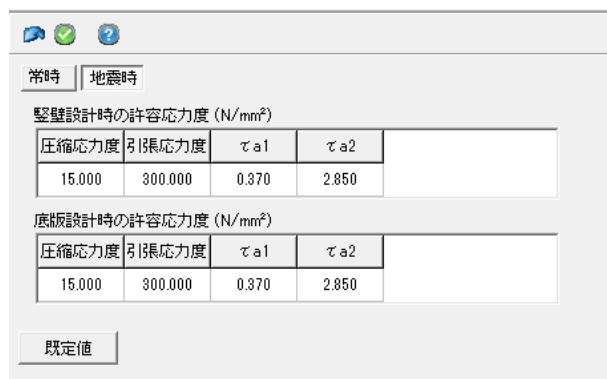 常時 地震時
竪壁設計時の許容応力度 (N/mm²)
圧縮応力度 引張応力度 τa1 τa2
15.000 300.000 0.370 2.850
底版設計時の許容応力度 (N/mm²)
圧縮応力度 引張応力度 τa1 τa2
15.000 300.000 0.370 2.850
既定値